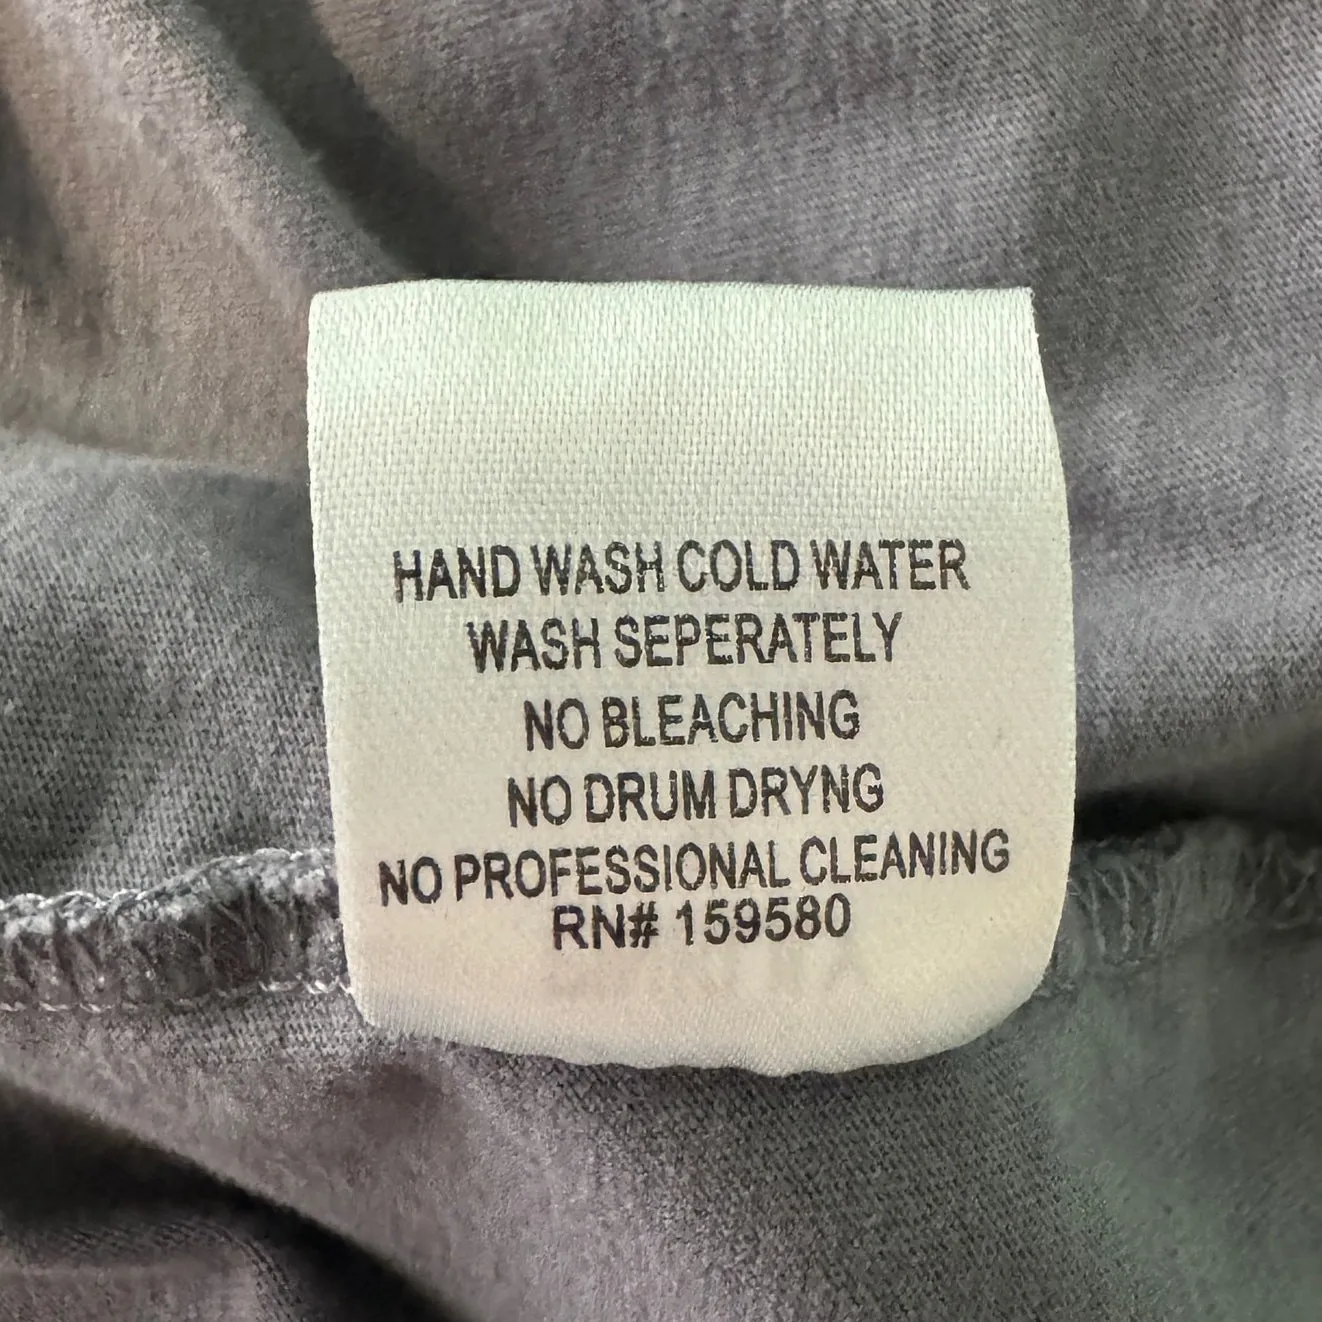 HAND WASH COLD WATER
WASH SEPERATELY
NO BLEACHING
NO DRUM DRYNG
NO PROFESSIONAL CLEANING
RN# 159580